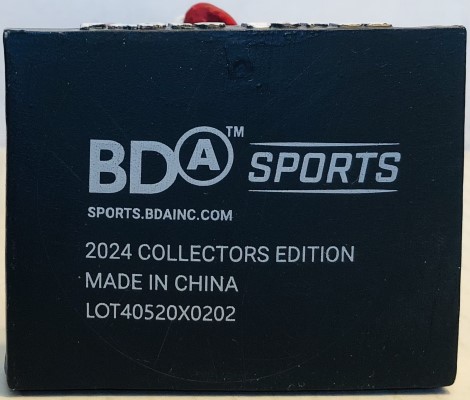 BDA™ SPORTS
SPORTS.BDAINC.COM
2024 COLLECTORS EDITION
MADE IN CHINA
LOT40520X0202